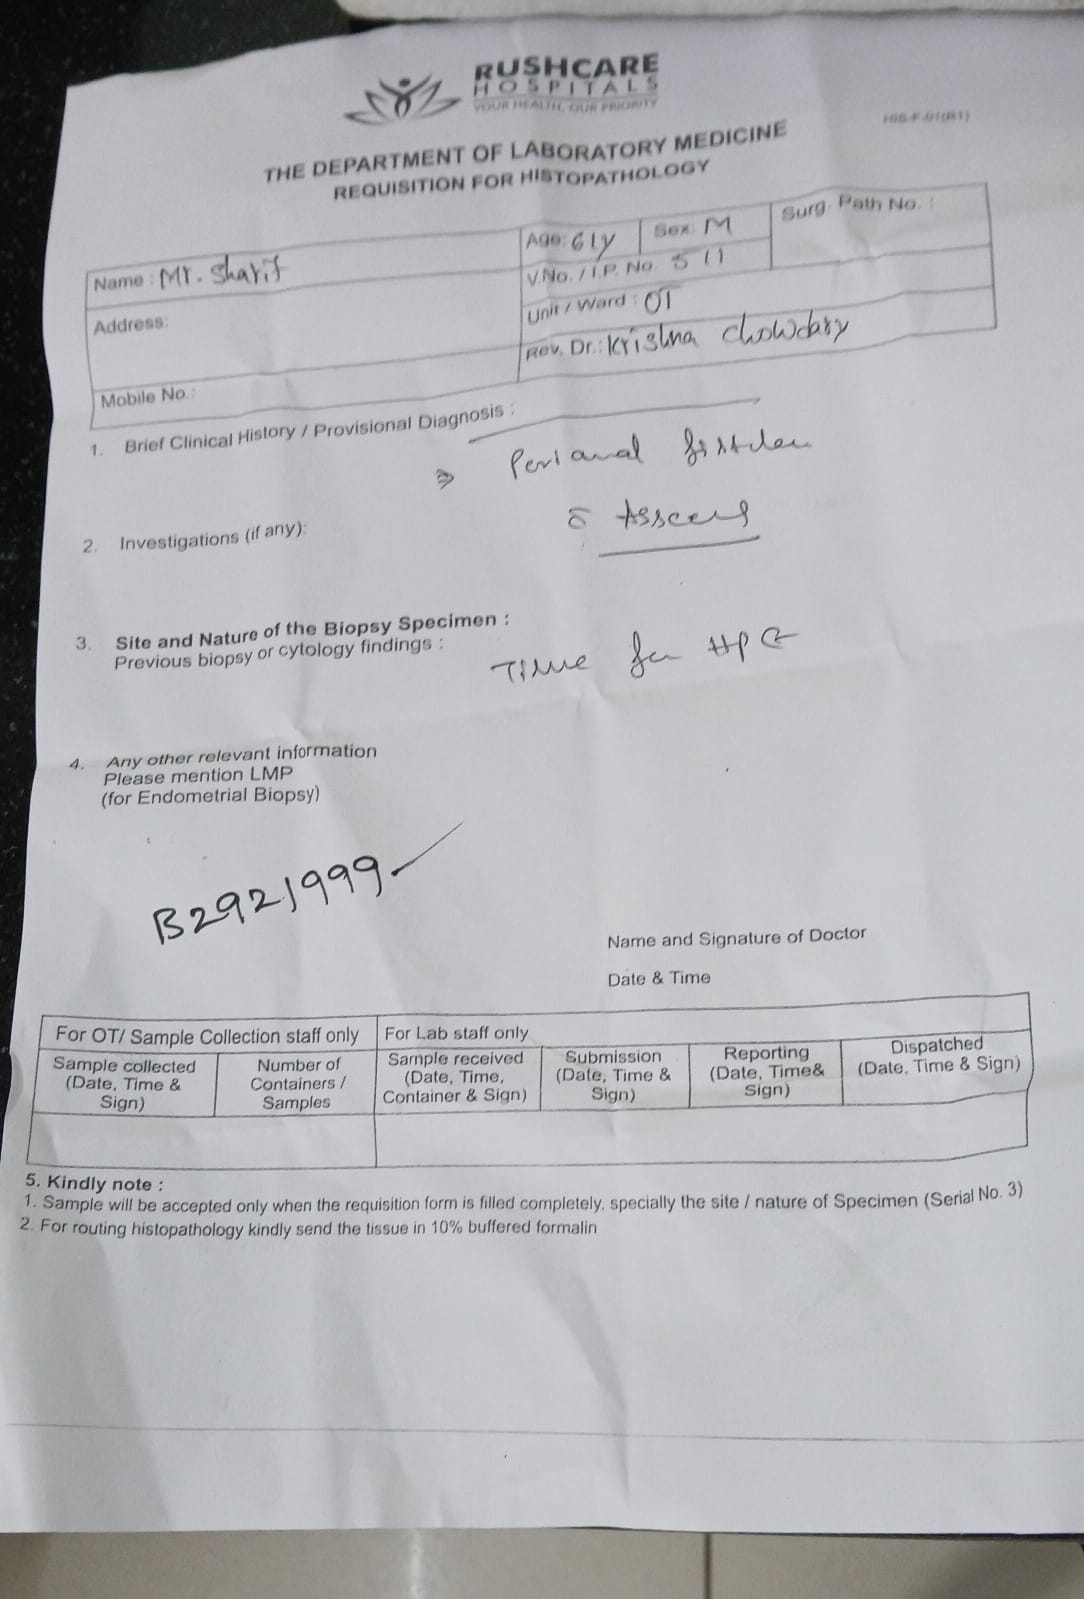 RUSHCARE
HOSPITALS
YOUR HEALTH, OUR PRIORITY
HIS-F-01(R1)
THE DEPARTMENT OF LABORATORY MEDICINE
REQUISITION FOR HISTOPATHOLOGY
Name : Mr. Sharif
Age: 61y Sex: M Surg. Path No. :
V.No. / I.P. No. 511
Address:
Unit / Ward : OT
Rev. Dr.: Krishna Chowdary
Mobile No.:
1. Brief Clinical History / Provisional Diagnosis :
Perianal
2. Investigations (if any):
3. Site and Nature of the Biopsy Specimen :
Previous biopsy or cytology findings :
for HPE
4. Any other relevant information
Please mention LMP
(for Endometrial Biopsy)
B2921999
Name and Signature of Doctor
Date & Time
For OT/ Sample Collection staff only For Lab staff only
Sample collected (Date, Time & Sign)
Number of Containers / Samples
Sample received (Date, Time, Container & Sign)
Submission (Date, Time & Sign)
Reporting (Date, Time& Sign)
Dispatched (Date, Time & Sign)
5. Kindly note :
1. Sample will be accepted only when the requisition form is filled completely, specially the site / nature of Specimen (Serial No. 3)
2. For routing histopathology kindly send the tissue in 10% buffered formalin